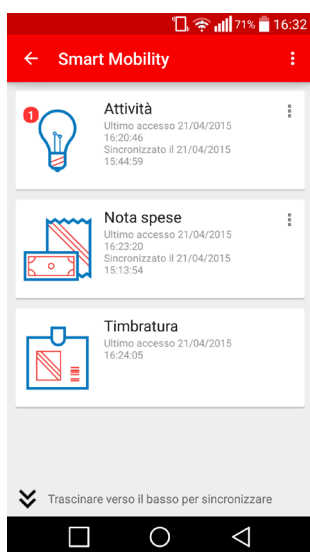 71% 16:32
Smart Mobility
1
Attività
Ultimo accesso 21/04/2015
16:20:46
Sincronizzato il 21/04/2015
15:44:59
Nota spese
Ultimo accesso 21/04/2015
16:23:20
Sincronizzato il 21/04/2015
15:13:54
Timbratura
Ultimo accesso 21/04/2015
16:24:05
Trascinare verso il basso per sincronizzare